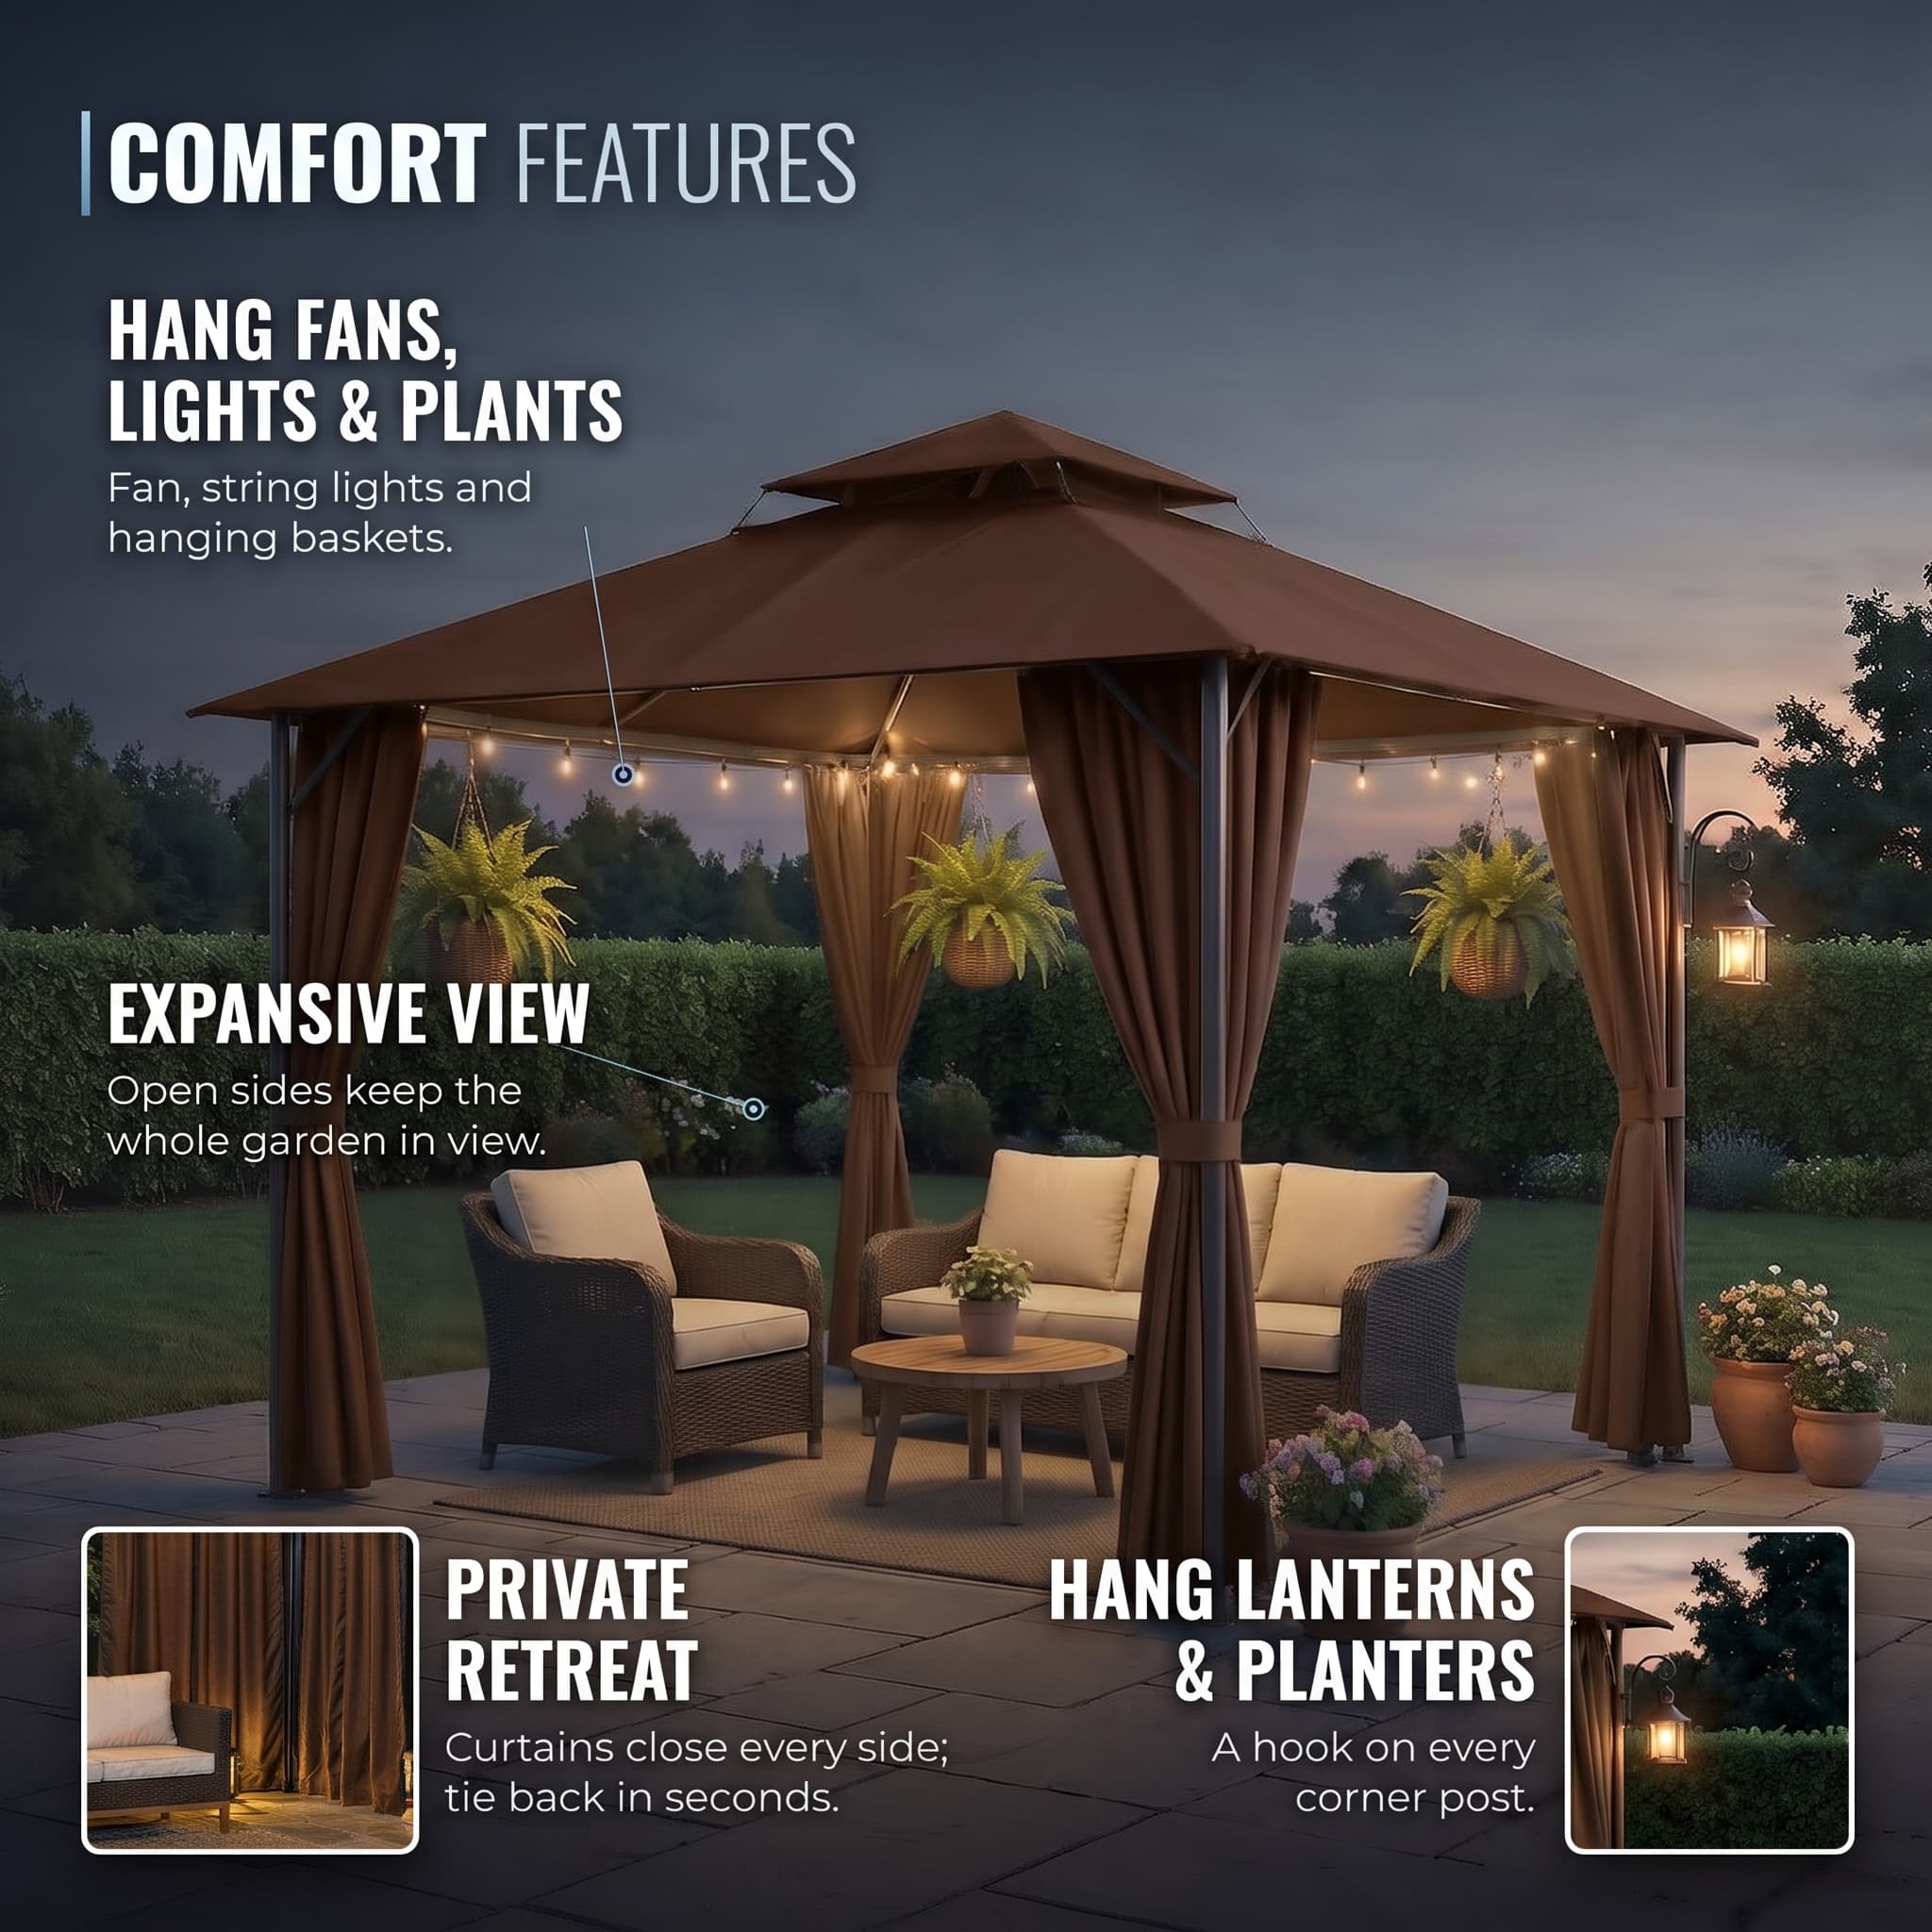 COMFORT FEATURES
HANG FANS,
LIGHTS & PLANTS
Fan, string lights and
hanging baskets.
EXPANSIVE VIEW
Open sides keep the
whole garden in view.
PRIVATE
RETREAT
Curtains close every side;
tie back in seconds.
HANG LANTERNS
& PLANTERS
A hook on every
corner post.